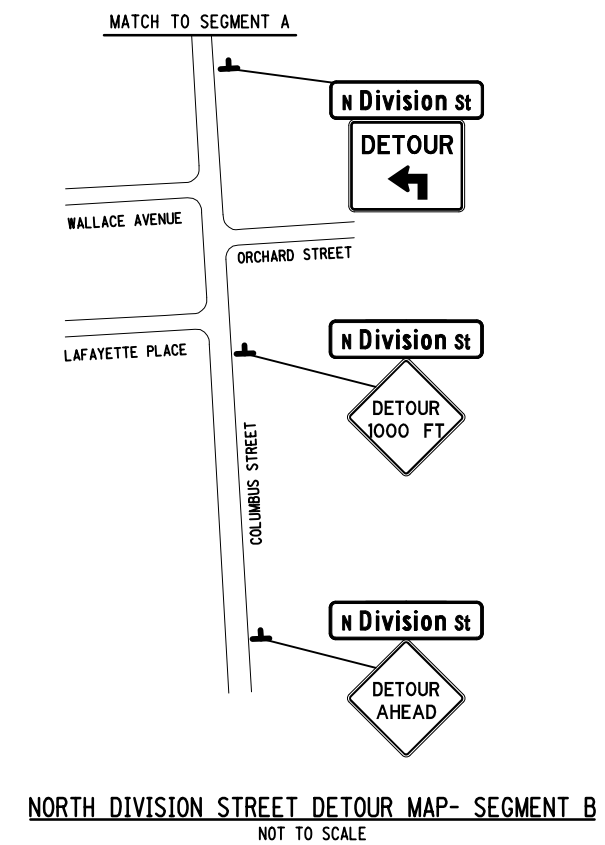 MATCH TO SEGMENT A
N Division St
DETOUR
WALLACE AVENUE
ORCHARD STREET
N Division St
LAFAYETTE PLACE
DETOUR
1000 FT
COLUMBUS STREET
N Division St
DETOUR
AHEAD
NORTH DIVISION STREET DETOUR MAP- SEGMENT B
NOT TO SCALE